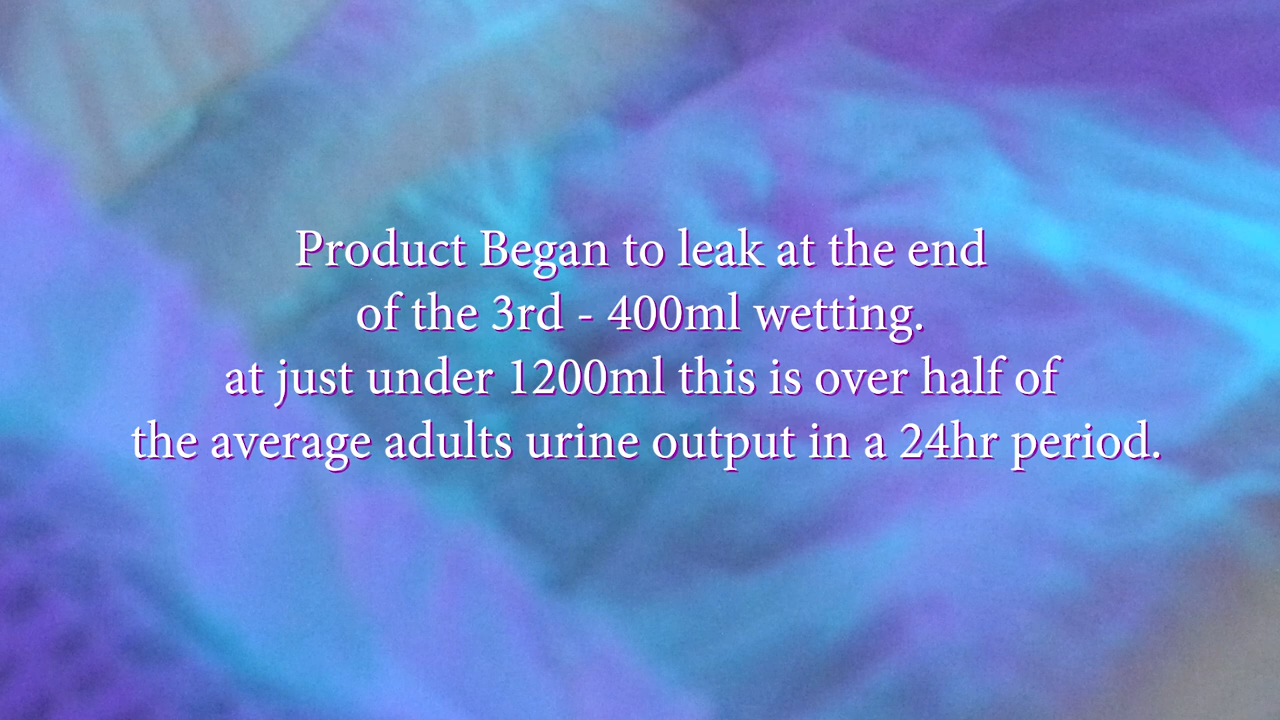 Product Began to leak at the end
of the 3rd - 400ml wetting.
at just under 1200ml this is over half of
the average adults urine output in a 24hr period.